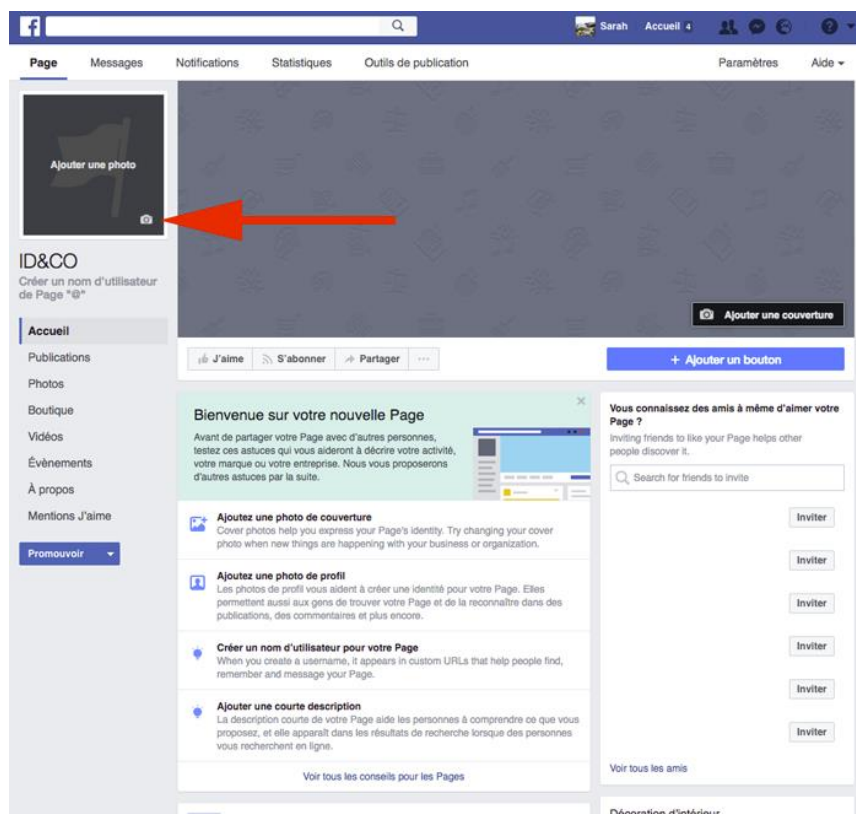 Sarah Accueil 4
Page Messages Notifications Statistiques Outils de publication Paramètres Aide
Ajouter une photo
ID&CO
Créer un nom d'utilisateur
de Page "@"
Ajouter une couverture
Accueil
Publications
Photos
Boutique
Vidéos
Évènements
À propos
Mentions J'aime
Promouvoir
J'aime S'abonner Partager ...
+ Ajouter un bouton
Bienvenue sur votre nouvelle Page
Avant de partager votre Page avec d'autres personnes,
testez ces astuces qui vous aideront à décrire votre activité,
votre marque ou votre entreprise. Nous vous proposerons
d'autres astuces par la suite.
Ajoutez une photo de couverture
Cover photos help you express your Page's identity. Try changing your cover
photo when new things are happening with your business or organization.
Ajoutez une photo de profil
Les photos de profil vous aident à créer une identité pour votre Page. Elles
permettent aussi aux gens de trouver votre Page et de la reconnaître dans des
publications, des commentaires et plus encore.
Créer un nom d'utilisateur pour votre Page
When you create a username, it appears in custom URLs that help people find,
remember and message your Page.
Ajouter une courte description
La description courte de votre Page aide les personnes à comprendre ce que vous
proposez, et elle apparaît dans les résultats de recherche lorsque des personnes
vous recherchent en ligne.
Voir tous les conseils pour les Pages
Vous connaissez des amis à même d'aimer votre
Page ?
Inviting friends to like your Page helps other
people discover it.
Search for friends to invite
Inviter
Inviter
Inviter
Inviter
Inviter
Inviter
Voir tous les amis
Décoration d'intérieur